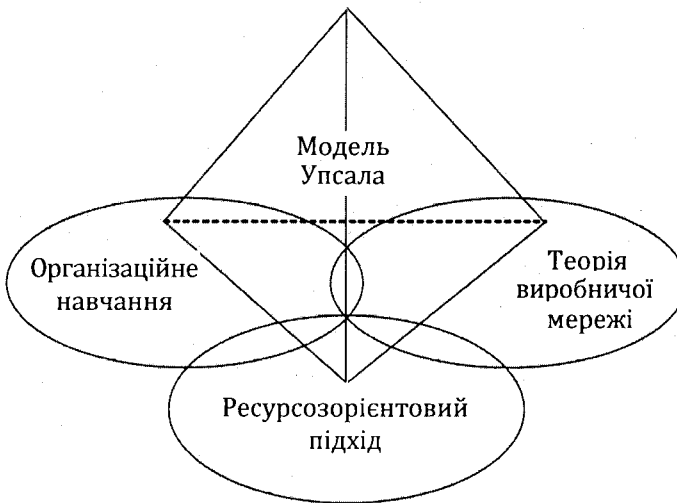 Модель
Упсала
Організаційне
навчання
Теорія
виробничої
мережі
Ресурсозорієнтовий
підхід